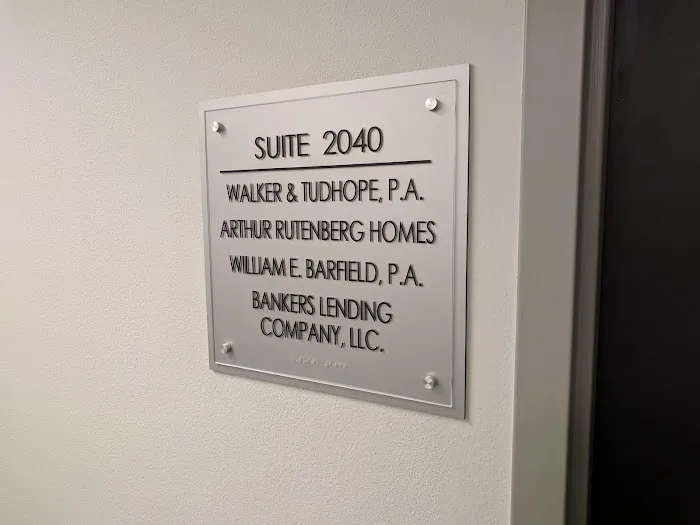 SUITE 2040
WALKER & TUDHOPE, P.A.
ARTHUR RUTENBERG HOMES
WILLIAM E. BARFIELD, P.A.
BANKERS LENDING
COMPANY, LLC.